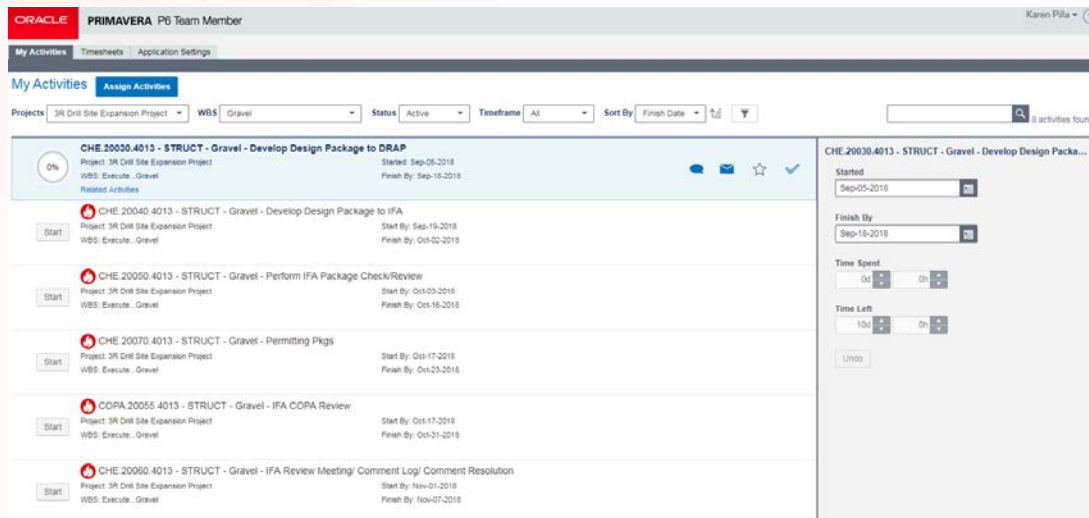 ORACLE PRIMAVERA P6 Team Member Karen Pilla
My Activities Timesheets Application Settings
My Activities Assign Activities
Projects 3R Drill Site Expansion Project WBS Gravel Status Active Timeframe All Sort By Finish Date
8 activities foun
0%
CHE.20030.4013 - STRUCT - Gravel - Develop Design Package to DRAP
Project: 3R Drill Site Expansion Project Started: Sep-05-2018
WBS: Execute...Gravel Finish By: Sep-18-2018
Related Activities
Start
CHE.20040.4013 - STRUCT - Gravel - Develop Design Package to IFA
Project: 3R Drill Site Expansion Project Start By: Sep-19-2018
WBS: Execute...Gravel Finish By: Oct-02-2018
Start
CHE.20050.4013 - STRUCT - Gravel - Perform IFA Package Check/Review
Project: 3R Drill Site Expansion Project Start By: Oct-03-2018
WBS: Execute...Gravel Finish By: Oct-16-2018
Start
CHE.20070.4013 - STRUCT - Gravel - Permitting Pkgs
Project: 3R Drill Site Expansion Project Start By: Oct-17-2018
WBS: Execute...Gravel Finish By: Oct-23-2018
Start
COPA.20055.4013 - STRUCT - Gravel - IFA COPA Review
Project: 3R Drill Site Expansion Project Start By: Oct-17-2018
WBS: Execute...Gravel Finish By: Oct-31-2018
Start
CHE.20060.4013 - STRUCT - Gravel - IFA Review Meeting/ Comment Log/ Comment Resolution
Project: 3R Drill Site Expansion Project Start By: Nov-01-2018
WBS: Execute...Gravel Finish By: Nov-07-2018
CHE.20030.4013 - STRUCT - Gravel - Develop Design Packa...
Started
Sep-05-2018
Finish By
Sep-18-2018
Time Spent
0d 0h
Time Left
10d 0h
Undo